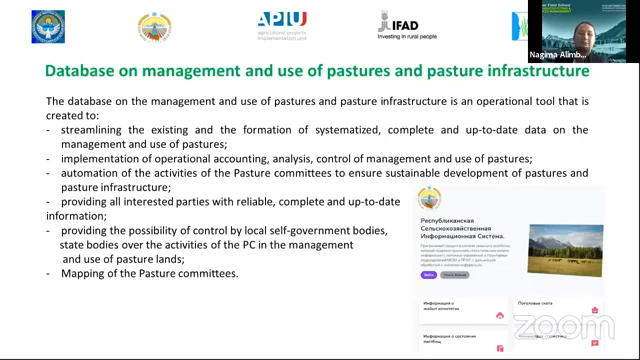 APIU
agricultural projects
implementation unit
JLIFAD
Investing in rural people
Nagima Alimb...
Database on management and use of pastures and pasture infrastructure
The database on the management and use of pastures and pasture infrastructure is an operational tool that is
created to:
- streamlining the existing and the formation of systematized, complete and up-to-date data on the
management and use of pastures;
- implementation of operational accounting, analysis, control of management and use of pastures;
- automation of the activities of the Pasture committees to ensure sustainable development of pastures and
pasture infrastructure;
- providing all interested parties with reliable, complete and up-to-date
information;
- providing the possibility of control by local self-government bodies,
state bodies over the activities of the PC in the management
and use of pasture lands;
- Mapping of the Pasture committees.
Республиканская
Сельскохозяйственная
Информационная Система.
Войти
Информация о
жайыт комитетах
Поголовье скота
Информация о состоянии
пастбищ
zoom